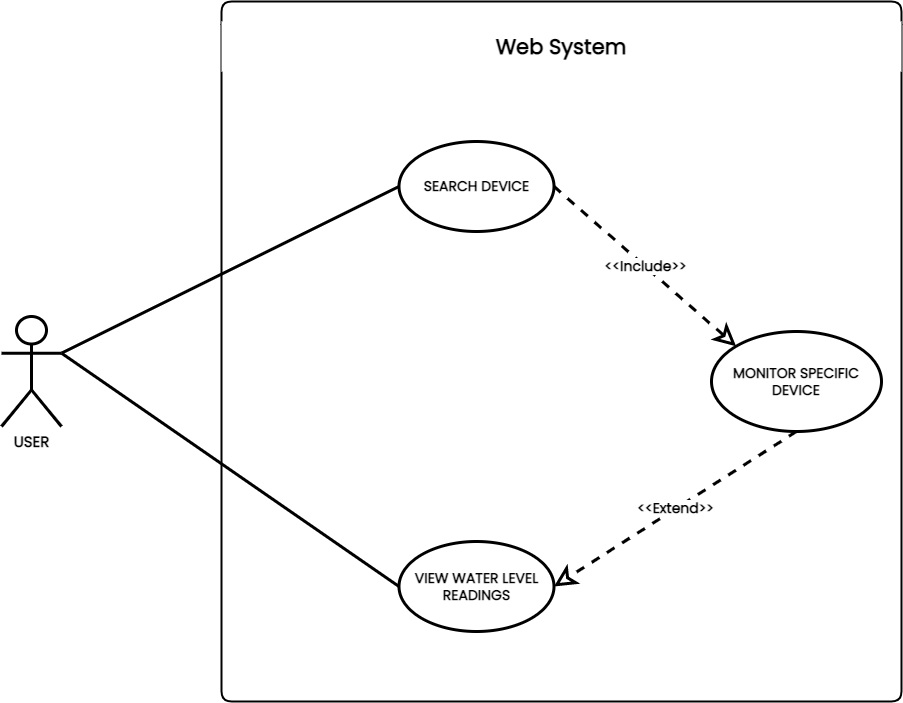 Web System
SEARCH DEVICE
<<Include>>
MONITOR SPECIFIC
DEVICE
USER
<<Extend>>
VIEW WATER LEVEL
READINGS